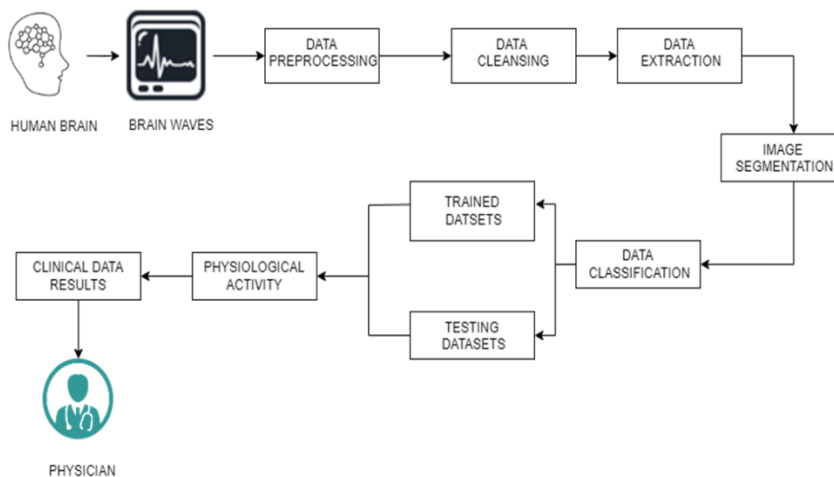 HUMAN BRAIN
BRAIN WAVES
DATA
PREPROCESSING
DATA
CLEANSING
DATA
EXTRACTION
IMAGE
SEGMENTATION
DATA
CLASSIFICATION
TRAINED
DATSETS
TESTING
DATASETS
PHYSIOLOGICAL
ACTIVITY
CLINICAL DATA
RESULTS
PHYSICIAN